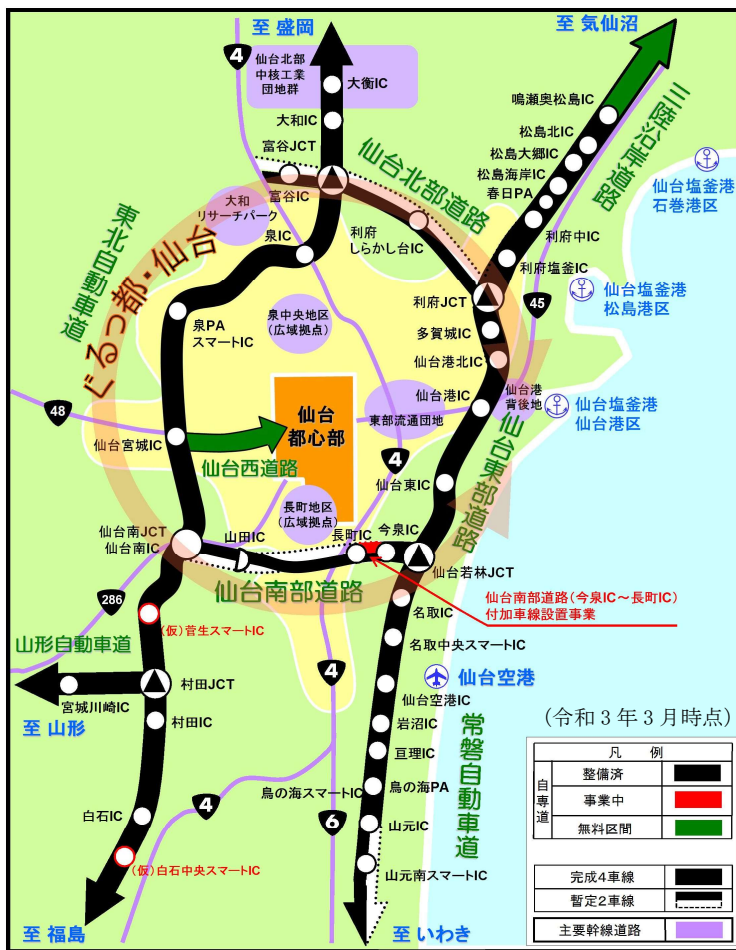 至 盛岡
至 気仙沼
4
仙台北部
中核工業
団地群
大衡IC
大和IC
富谷JCT
富谷IC
仙台北部道路
鳴瀬奥松島IC
松島北IC
松島大郷IC
松島海岸IC
春日PA
三陸沿岸道路
仙台塩釜港
石巻港区
利府中IC
利府塩釜IC
大和
リサーチパーク
泉IC
利府
しらかし台IC
東北自動車道
ぐるっ都・仙台
利府JCT
45
仙台塩釜港
松島港区
泉PA
スマートIC
泉中央地区
(広域拠点)
多賀城IC
仙台港北IC
48
仙台宮城IC
仙台
都心部
東部流通団地
仙台港IC
仙台港
背後地
仙台塩釜港
仙台港区
仙台西道路
4
仙台東IC
仙台東部道路
長町地区
(広域拠点)
仙台南JCT
仙台南IC
山田IC
長町IC
今泉IC
仙台若林JCT
仙台南部道路
仙台南部道路(今泉IC～長町IC)
付加車線設置事業
286
(仮)菅生スマートIC
名取IC
名取中央スマートIC
山形自動車道
4
村田JCT
宮城川崎IC
仙台空港
仙台空港IC
至 山形
村田IC
岩沼IC
亘理IC
常磐自動車道
鳥の海スマートIC
鳥の海PA
4
6
白石IC
山元IC
(仮)白石中央スマートIC
山元南スマートIC
至 福島
至 いわき
(令和3年3月時点)
凡 例
自専道
整備済
事業中
無料区間
完成4車線
暫定2車線
主要幹線道路